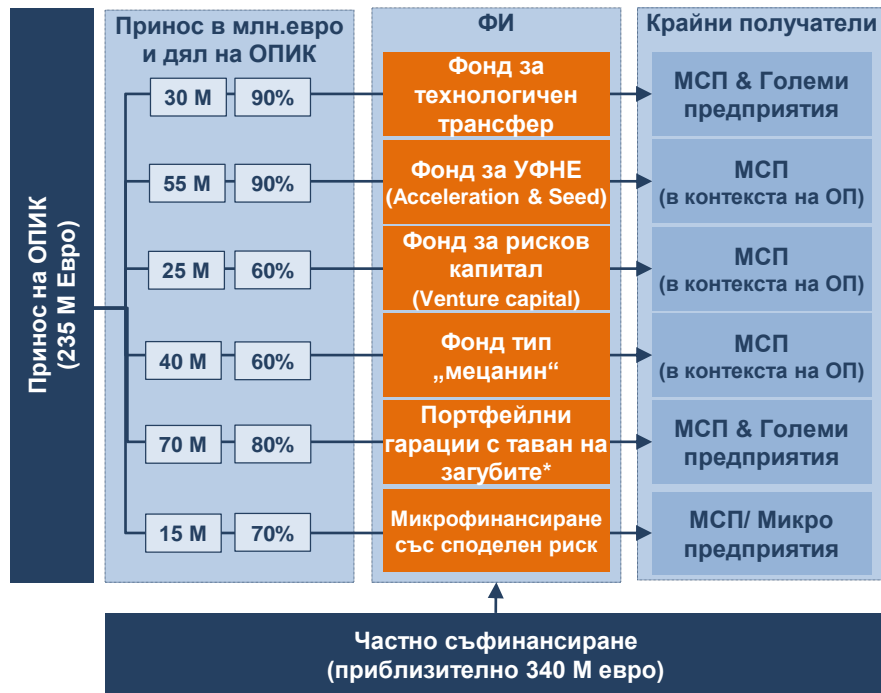 Принос на ОПИК
(235 М Евро)
Принос в млн.евро
и дял на ОПИК
ФИ
Крайни получатели
30 М
90%
Фонд за
технологичен
трансфер
МСП & Големи
предприятия
55 М
90%
Фонд за УФНЕ
(Acceleration & Seed)
МСП
(в контекста на ОП)
25 М
60%
Фонд за рисков
капитал
(Venture capital)
МСП
(в контекста на ОП)
40 М
60%
Фонд тип
„мецанин“
МСП
(в контекста на ОП)
70 М
80%
Портфейлни
гарации с таван на
загубите*
МСП & Големи
предприятия
15 М
70%
Микрофинансиране
със споделен риск
МСП/ Микро
предприятия
Частно съфинансиране
(приблизително 340 М евро)